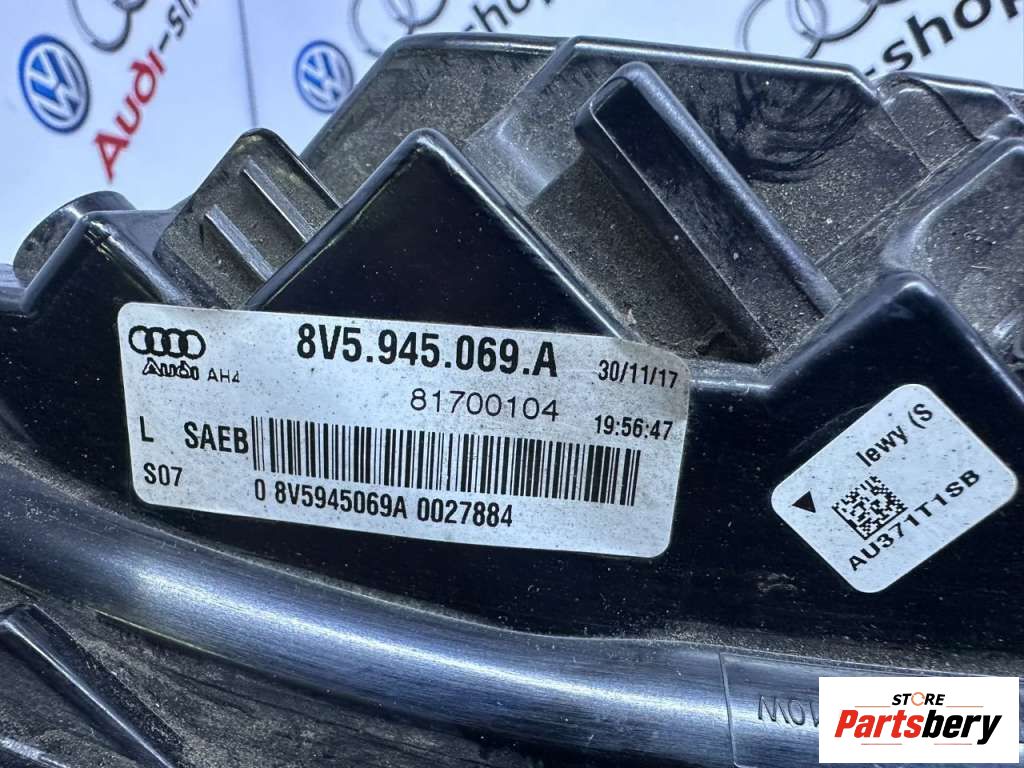 Audi-shop
-shop
Audi AH4
8V5.945.069.A
30/11/17
81700104
19:56:47
L SAEB
S07
0 8V5945069A 0027884
lewy (S
AU371T1SB
STORE
Partsbery